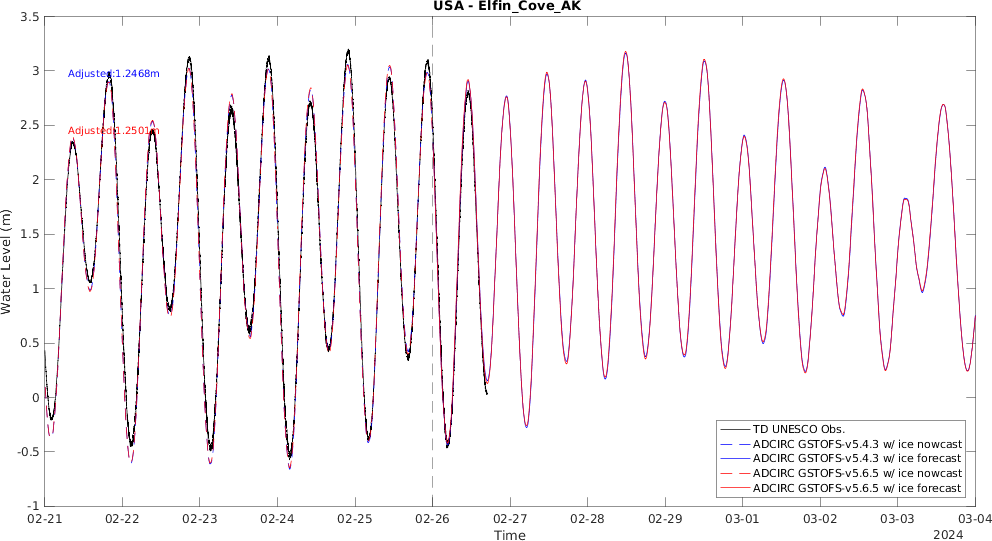 USA - Elfin_Cove_AK
3.5
3
2.5
2
1.5
1
0.5
0
-0.5
-1
Water Level (m)
Adjusted:1.2468m
Adjusted:1.2501m
TD UNESCO Obs.
ADCIRC GSTOFS-v5.4.3 w/ ice nowcast
ADCIRC GSTOFS-v5.4.3 w/ ice forecast
ADCIRC GSTOFS-v5.6.5 w/ ice nowcast
ADCIRC GSTOFS-v5.6.5 w/ ice forecast
02-21 02-22 02-23 02-24 02-25 02-26 02-27 02-28 02-29 03-01 03-02 03-03 03-04
Time
2024